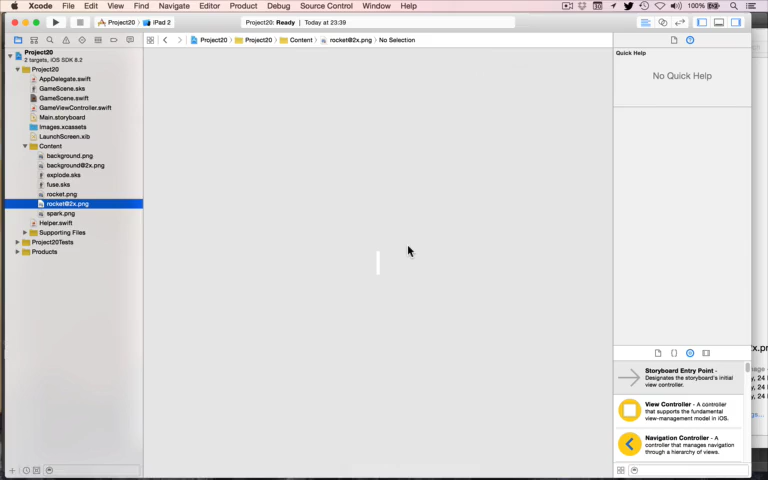 Xcode File Edit View Find Navigate Editor Product Debug Source Control Window Help 100%
Project20 iPad 2 Project20: Ready | Today at 23:39
Project20 Project20 Content rocket@2x.png No Selection
Project20
2 targets, iOS SDK 8.2
Project20
AppDelegate.swift
GameScene.sks
GameScene.swift
GameViewController.swift
Main.storyboard
Images.xcassets
LaunchScreen.xib
Content
background.png
background@2x.png
explode.sks
fuse.sks
rocket.png
rocket@2x.png
spark.png
Helper.swift
Supporting Files
Project20Tests
Products
Quick Help
No Quick Help
Storyboard Entry Point -
Designates the storyboard's initial
view controller.
View Controller - A controller
that supports the fundamental
view-management model in iOS.
Navigation Controller - A
controller that manages navigation
through a hierarchy of views.